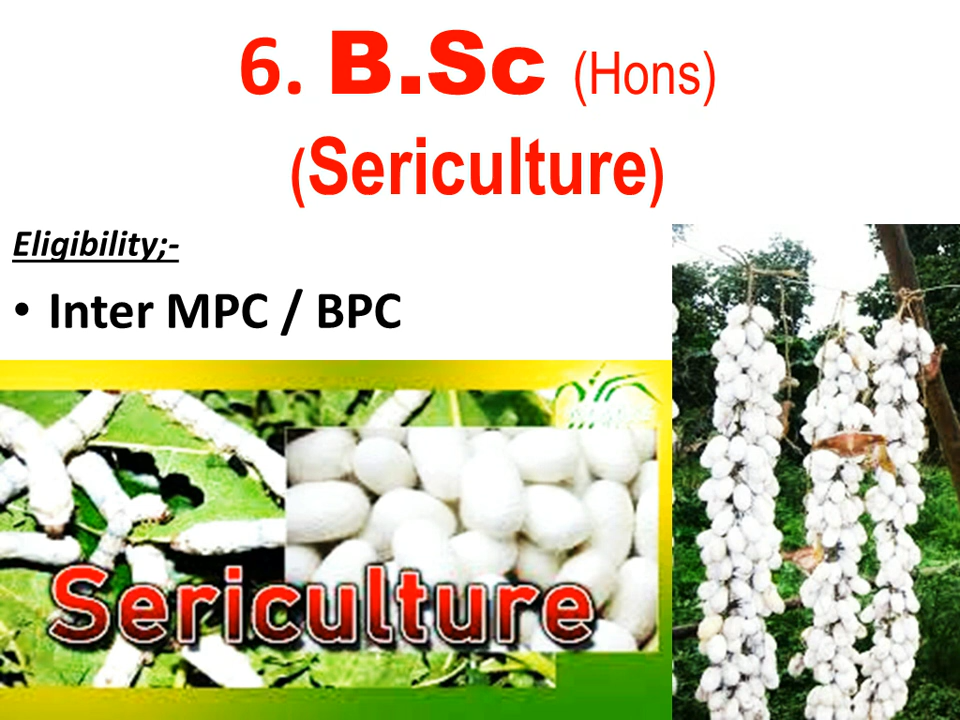 6. B.Sc (Hons)
(Sericulture)
Eligibility;-
• Inter MPC / BPC
Sericulture